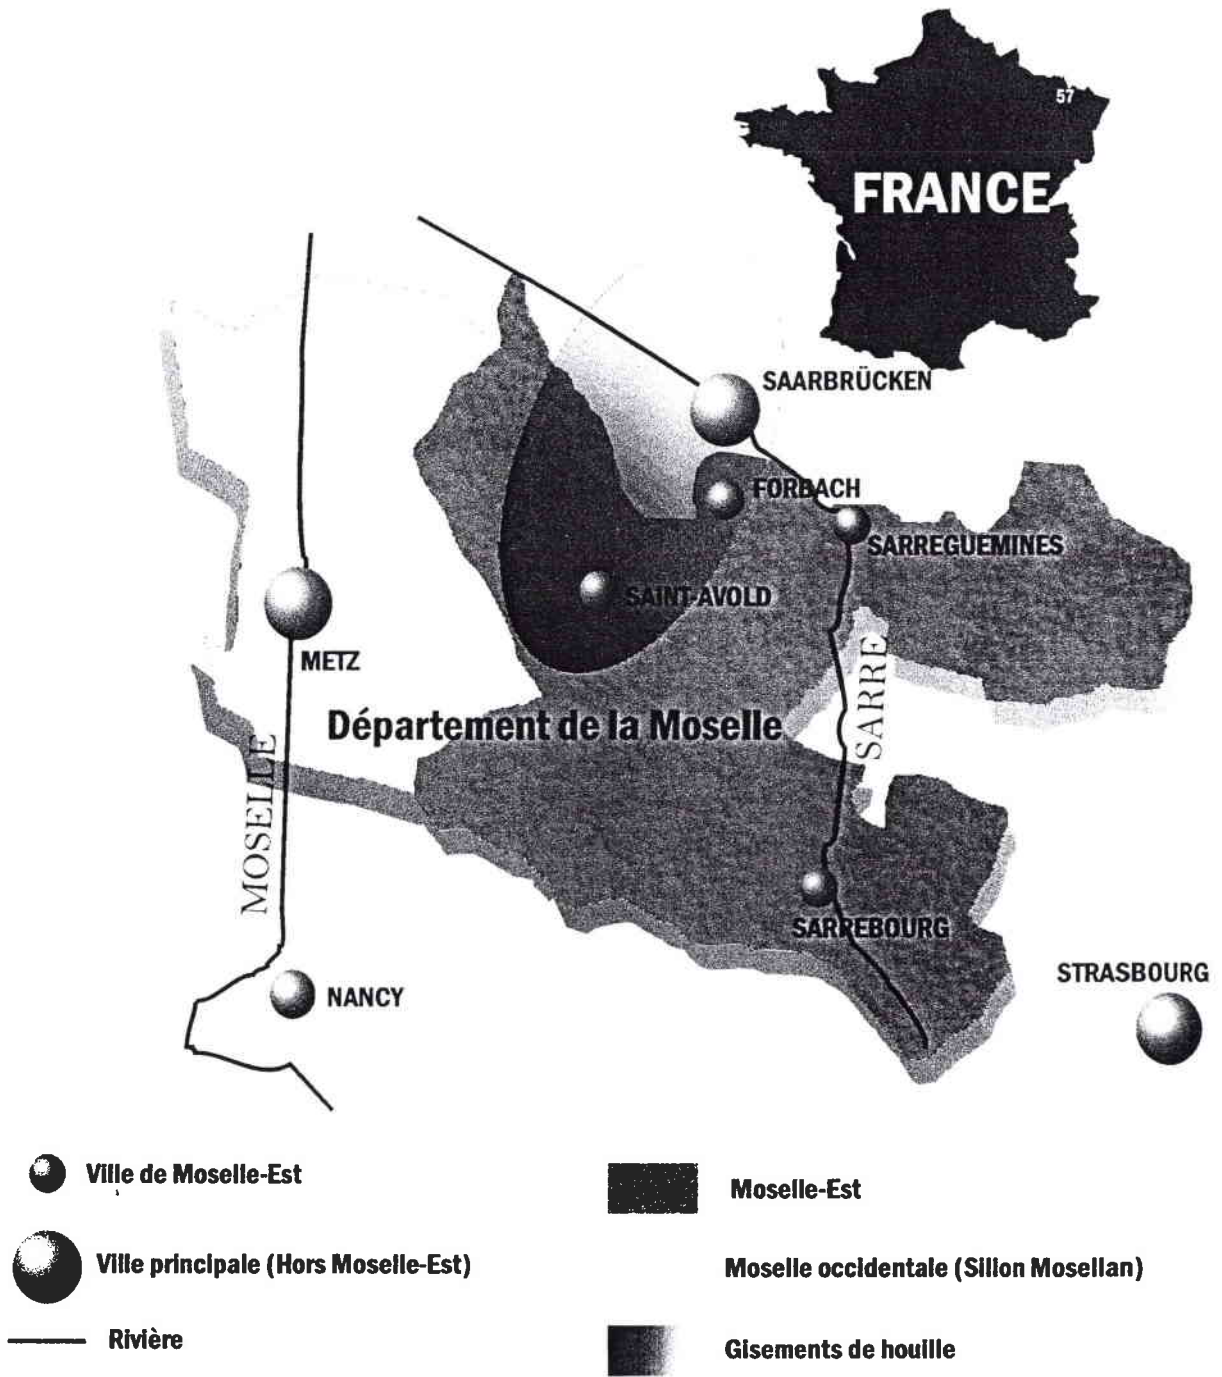 57
FRANCE
SAARBRÜCKEN
FORBACH
SARREGUEMINES
SAINT-AVOLD
METZ
Département de la Moselle
SARRE
MOSELLE
SARREBOURG
STRASBOURG
NANCY
Ville de Moselle-Est
Moselle-Est
Ville principale (Hors Moselle-Est)
Moselle occidentale (Sillon Mosellan)
Rivière
Gisements de houille